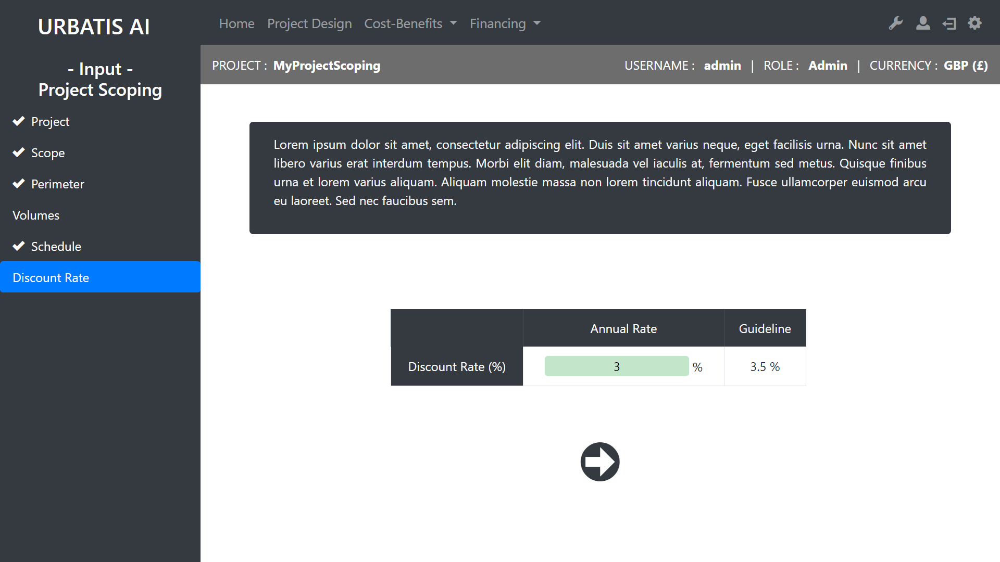 URBATIS AI
Home Project Design Cost-Benefits Financing
- Input -
Project Scoping
Project
Scope
Perimeter
Volumes
Schedule
Discount Rate
PROJECT : MyProjectScoping
USERNAME : admin | ROLE : Admin | CURRENCY : GBP (£)
Lorem ipsum dolor sit amet, consectetur adipiscing elit. Duis sit amet varius neque, eget facilisis urna. Nunc sit amet
libero varius erat interdum tempus. Morbi elit diam, malesuada vel iaculis at, fermentum sed metus. Quisque finibus
urna et lorem varius aliquam. Aliquam molestie massa non lorem tincidunt aliquam. Fusce ullamcorper euismod arcu
eu laoreet. Sed nec faucibus sem.
Annual Rate Guideline
Discount Rate (%) 3 % 3.5 %